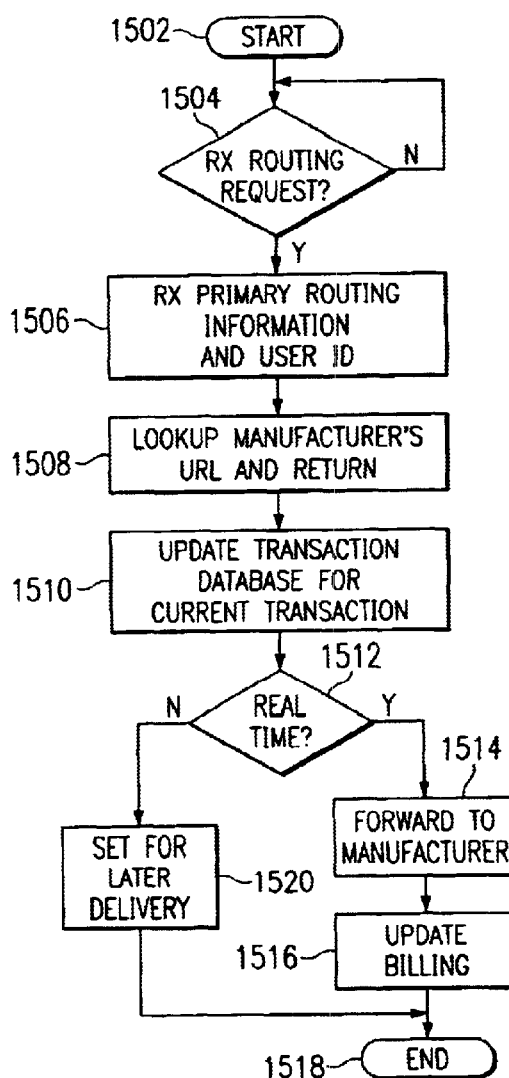 1502
START
1504
RX ROUTING
REQUEST?
N
Y
1506
RX PRIMARY ROUTING
INFORMATION
AND USER ID
1508
LOOKUP MANUFACTURER'S
URL AND RETURN
1510
UPDATE TRANSACTION
DATABASE FOR
CURRENT TRANSACTION
1512
N
REAL
TIME?
Y
1514
FORWARD TO
MANUFACTURER
SET FOR
LATER
DELIVERY
1520
1516
UPDATE
BILLING
1518
END